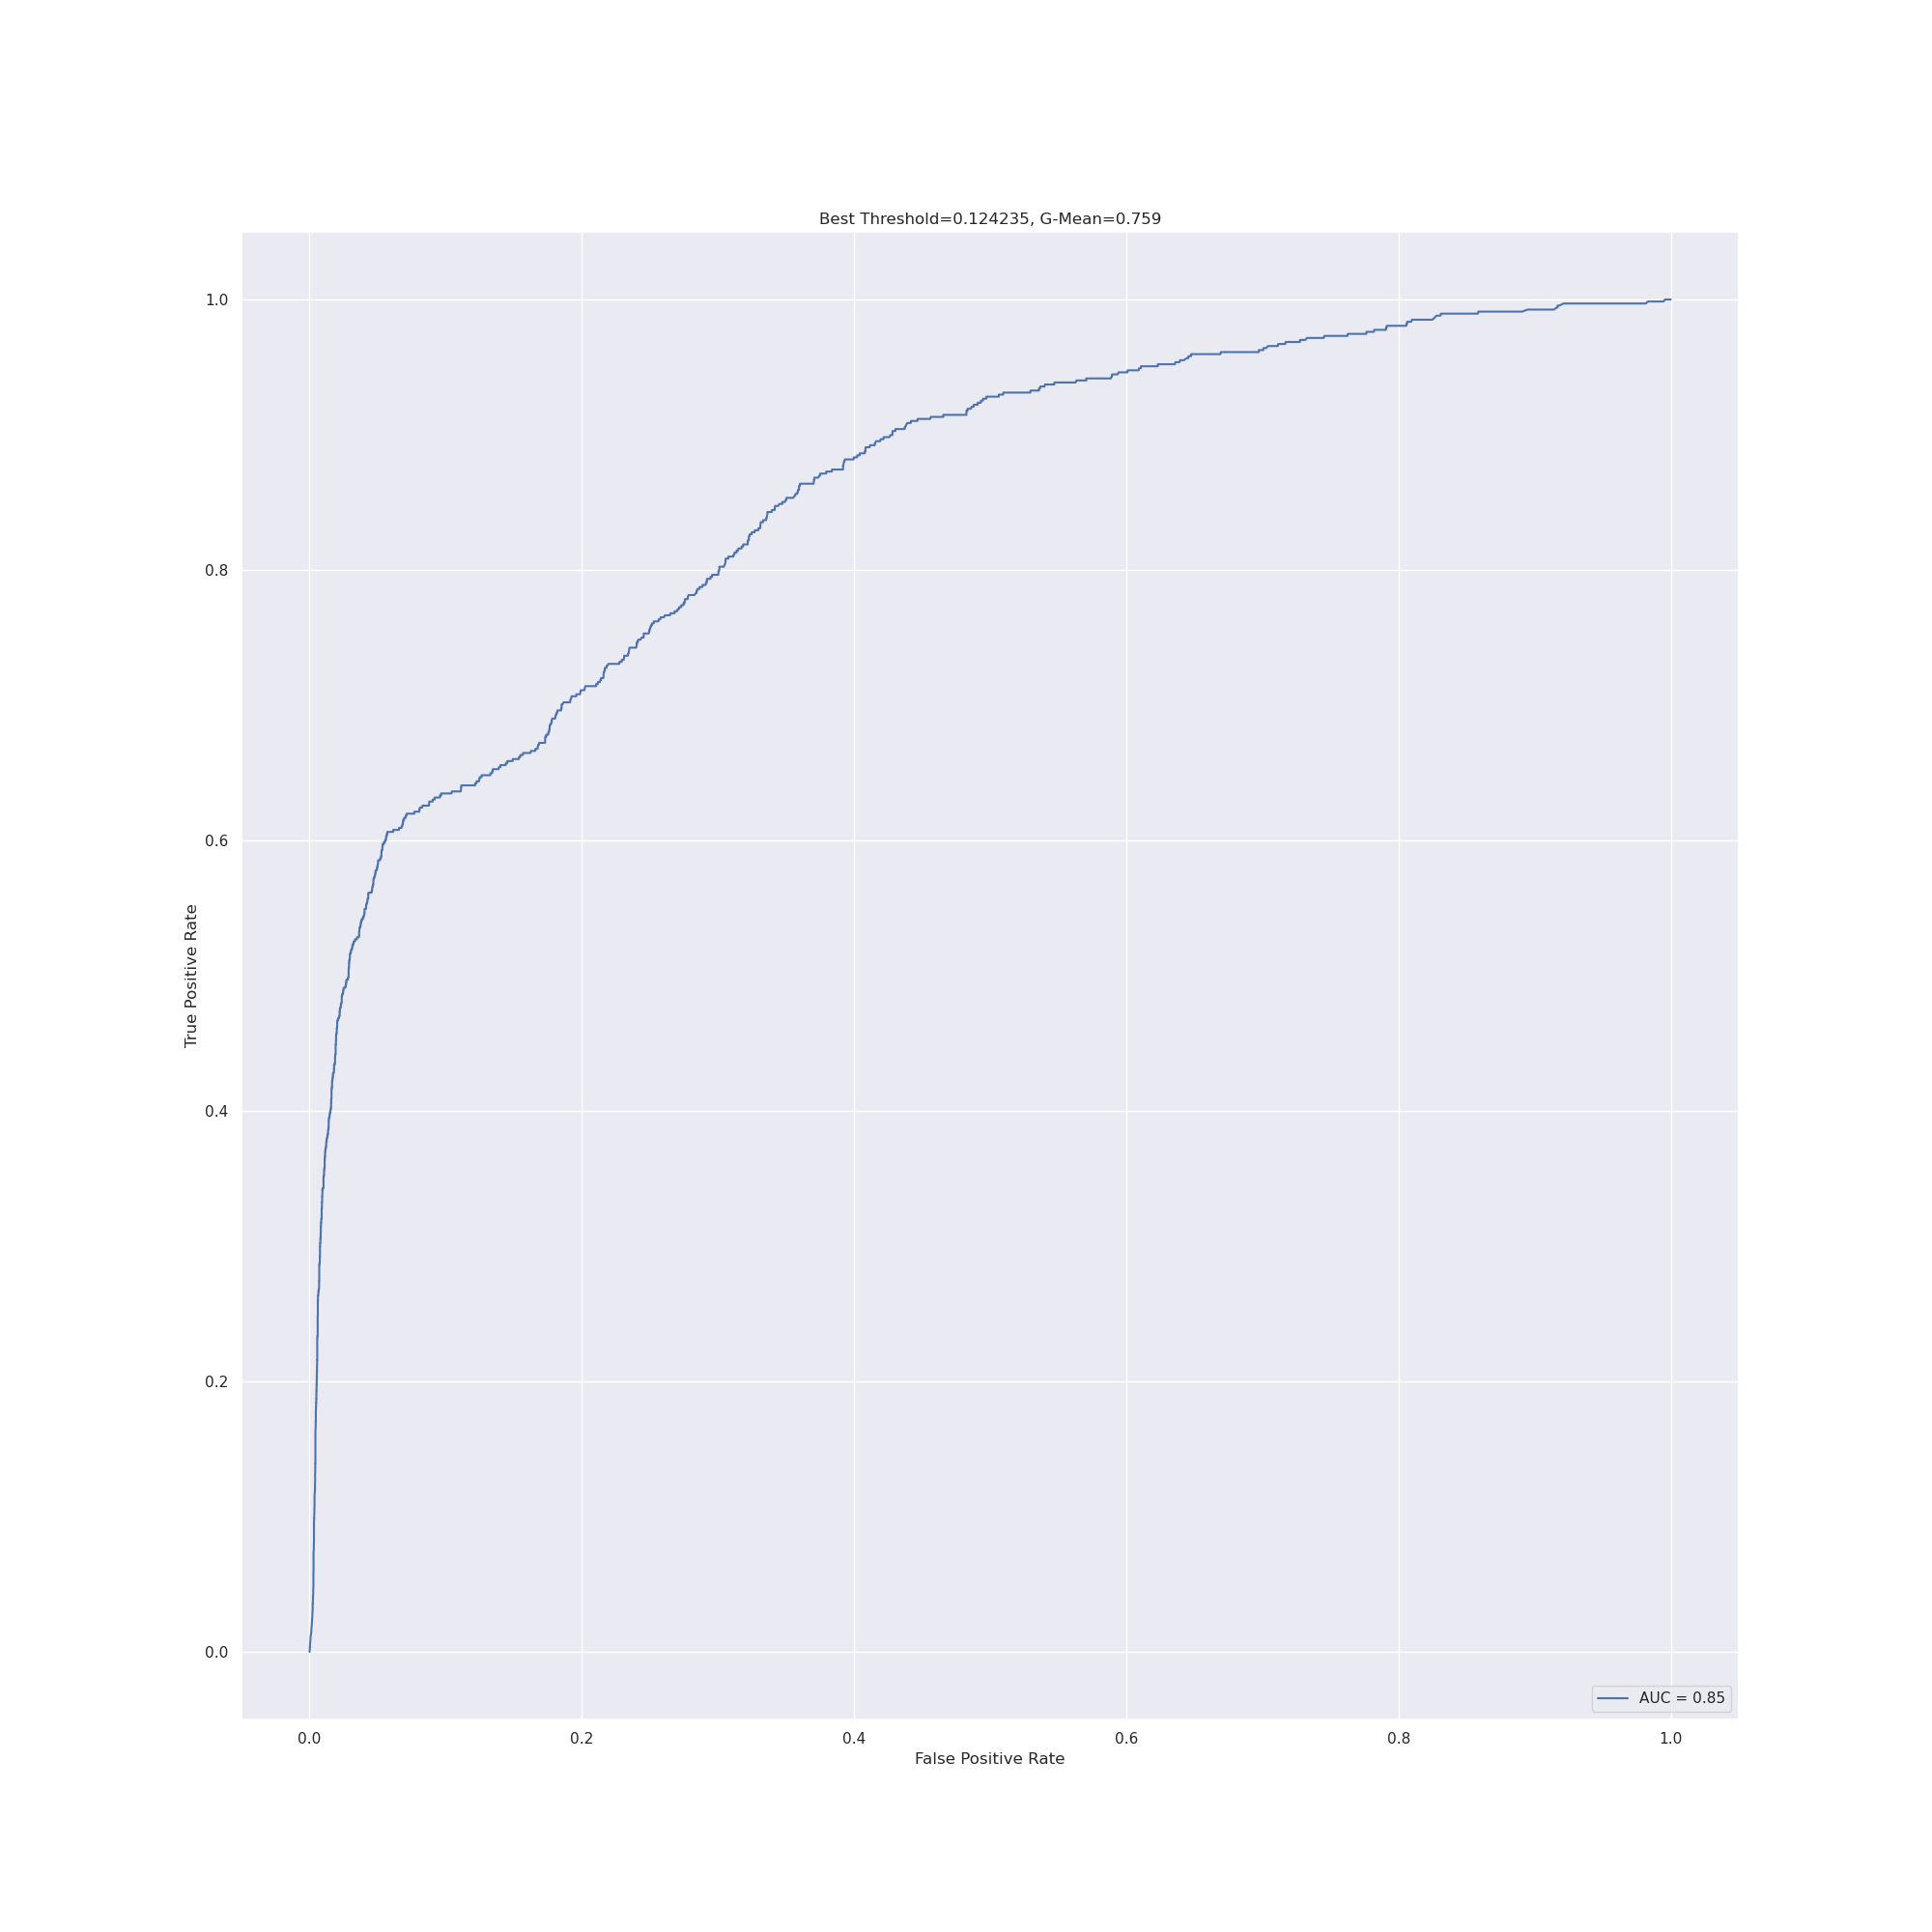 Best Threshold=0.124235, G-Mean=0.759
1.0
0.8
0.6
0.4
0.2
0.0
True Positive Rate
AUC = 0.85
0.0 0.2 0.4 0.6 0.8 1.0
False Positive Rate